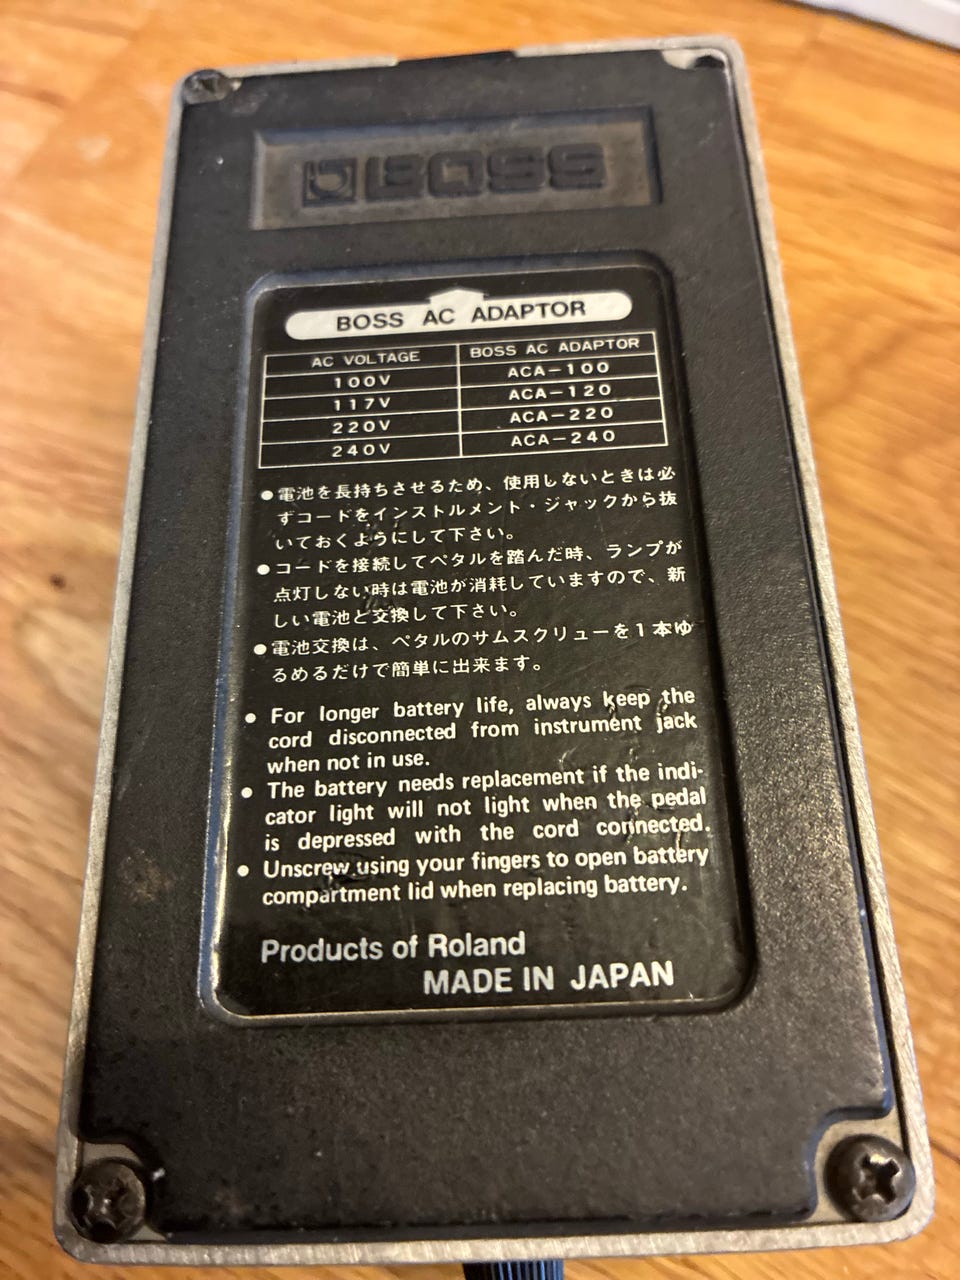 BOSS
BOSS AC ADAPTOR
AC VOLTAGE BOSS AC ADAPTOR
100V ACA-100
117V ACA-120
220V ACA-220
240V ACA-240
●電池を長持ちさせるため、使用しないときは必
ずコードをインストルメント・ジャックから抜
いておくようにして下さい。
●コードを接続してペタルを踏んだ時、ランプが
点灯しない時は電池が消耗していますので、新
しい電池と交換して下さい。
●電池交換は、ペタルのサムスクリューを1本ゆ
るめるだけで簡単に出来ます。
● For longer battery life, always keep the
cord disconnected from instrument jack
when not in use.
● The battery needs replacement if the indi-
cator light will not light when the pedal
is depressed with the cord connected.
● Unscrew using your fingers to open battery
compartment lid when replacing battery.
Products of Roland
MADE IN JAPAN